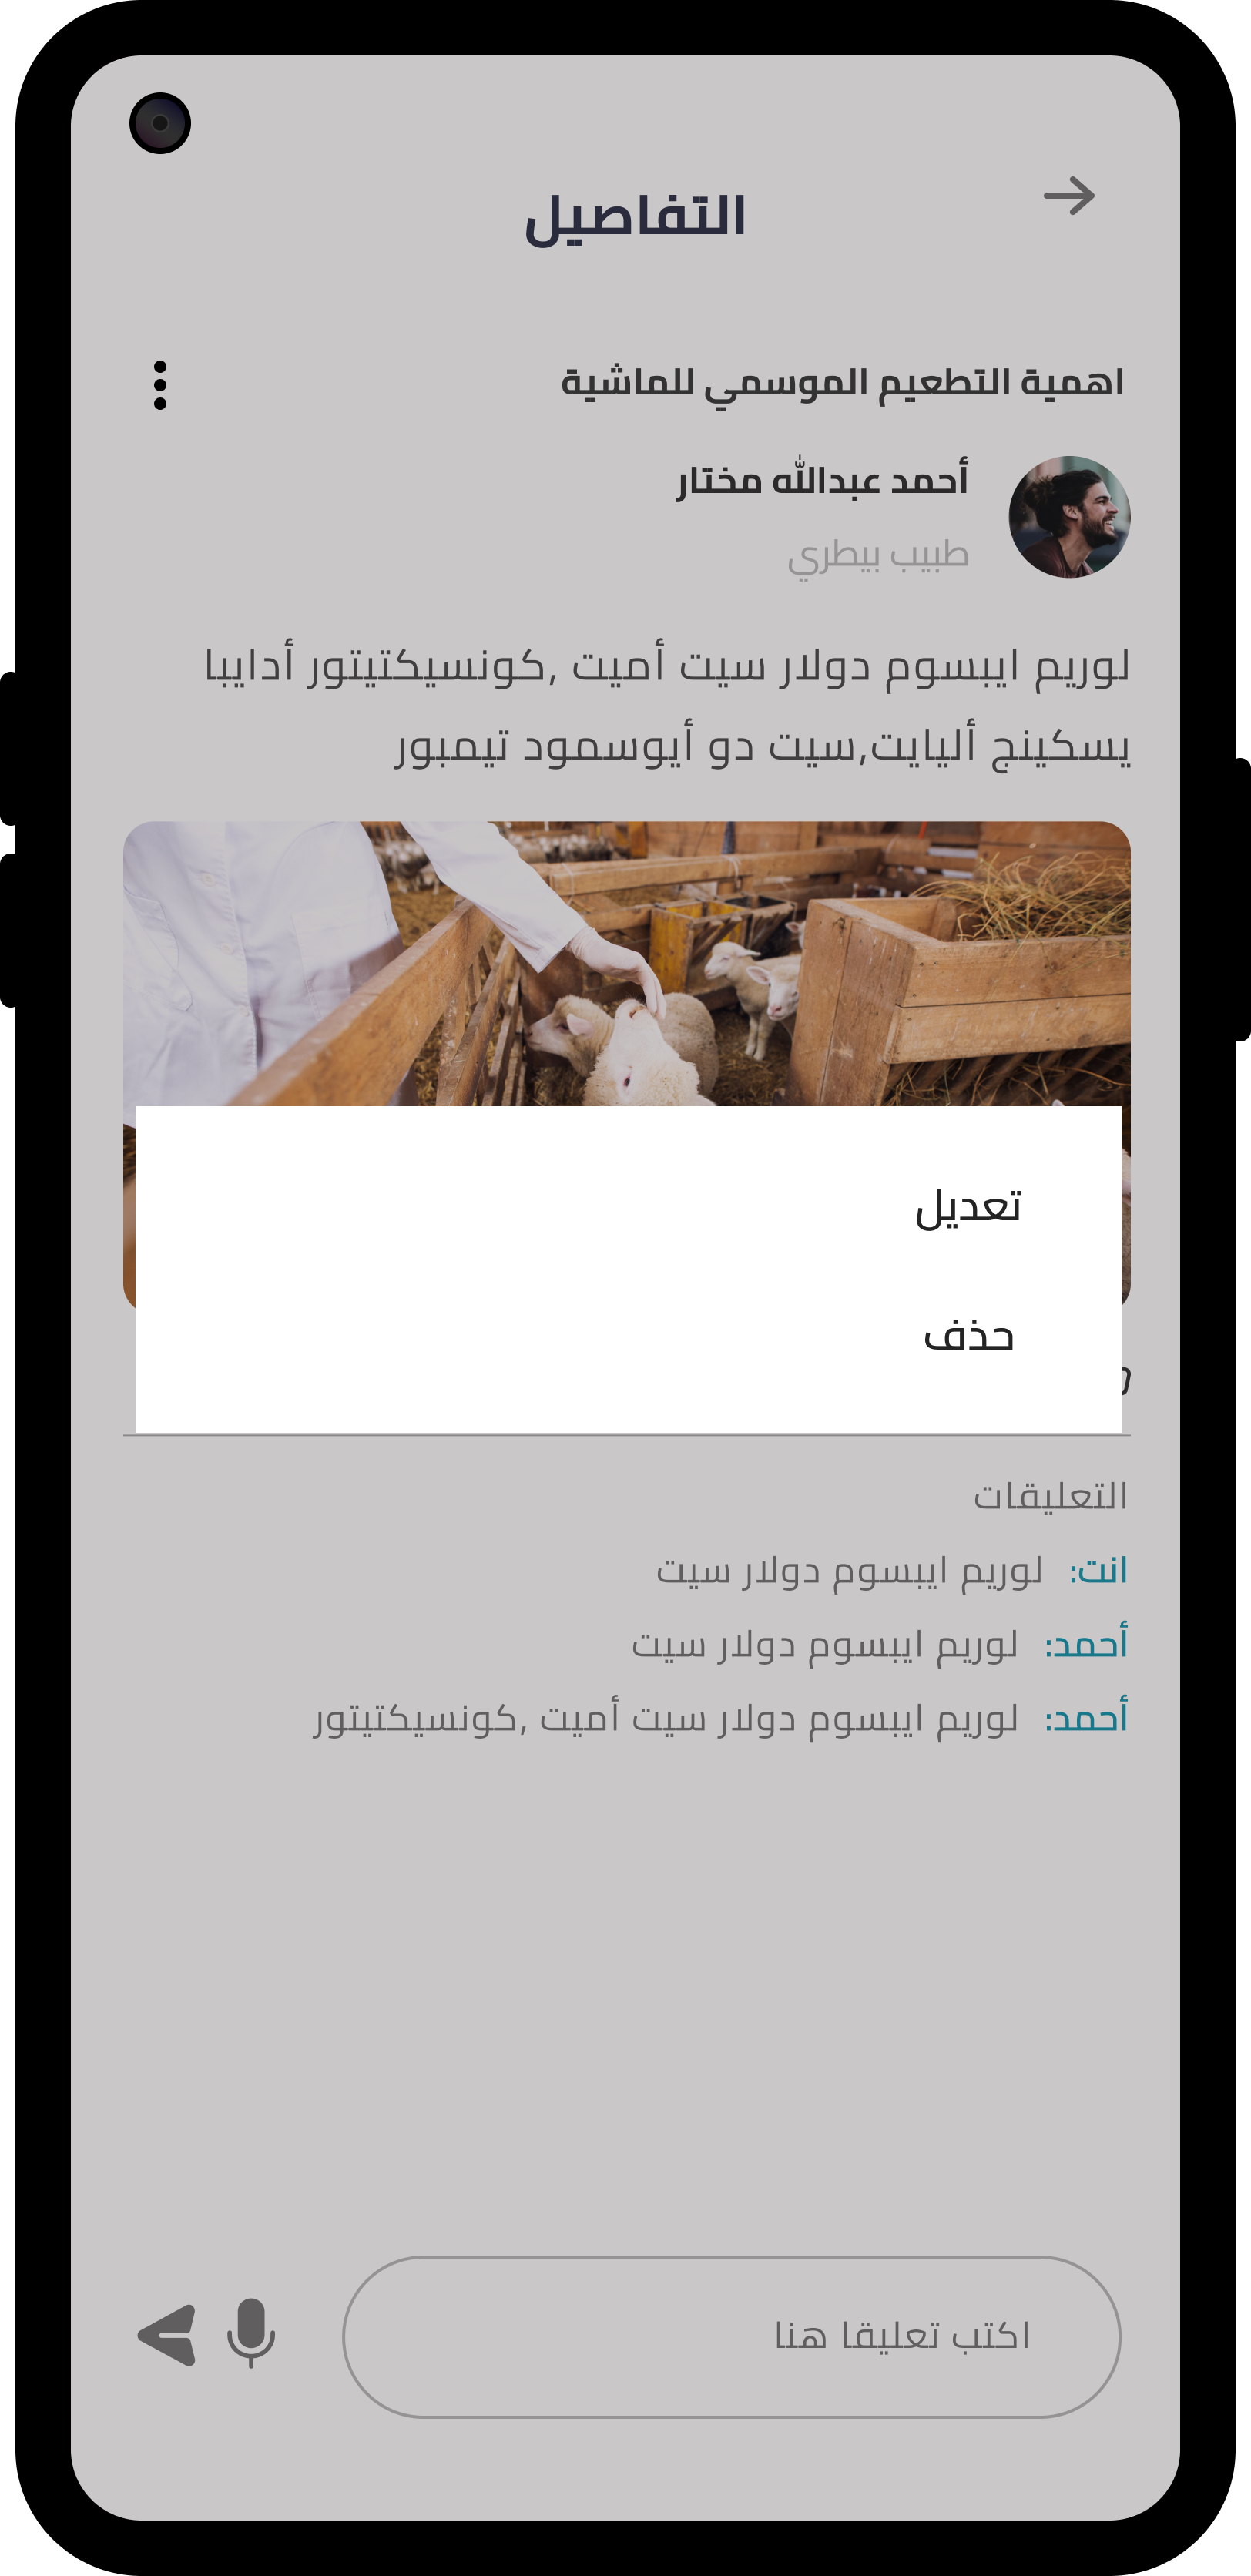 التفاصيل
اهمية التطعيم الموسمي للماشية
أحمد عبدالله مختار
طبيب بيطري
لوريم ايبسوم دولار سيت أميت ,كونسيكتيتور أدايبا
يسكينج أليايت,سيت دو أيوسمود تيمبور
تعديل
حذف
التعليقات
انت: لوريم ايبسوم دولار سيت
أحمد: لوريم ايبسوم دولار سيت
أحمد: لوريم ايبسوم دولار سيت أميت ,كونسيكتيتور
اكتب تعليقا هنا